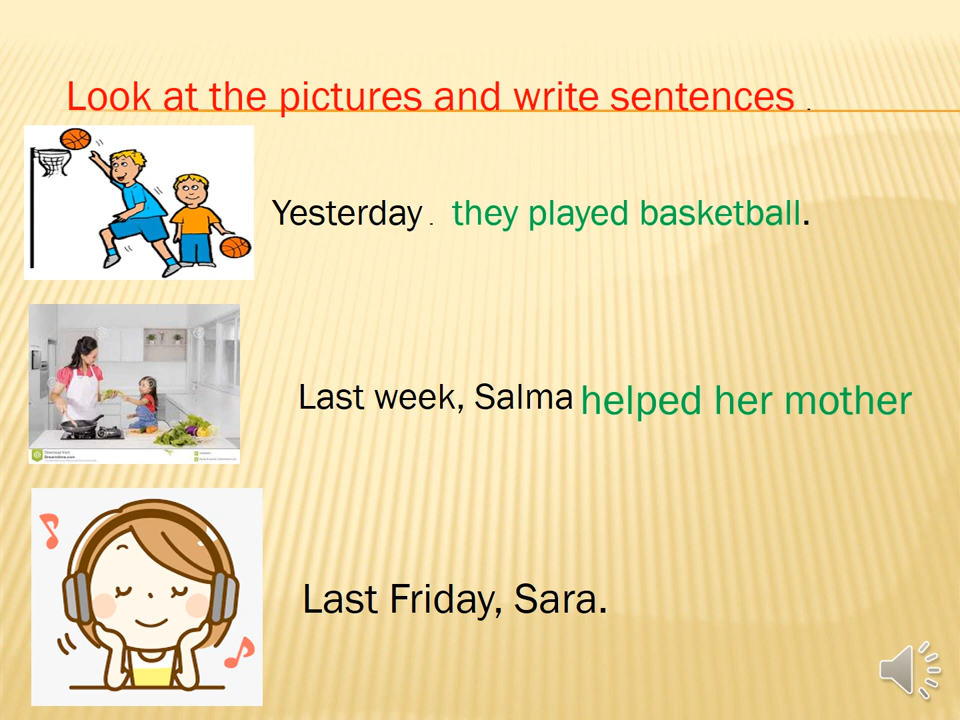 Look at the pictures and write sentences .
Yesterday . they played basketball.
Last week, Salma helped her mother
Last Friday, Sara.